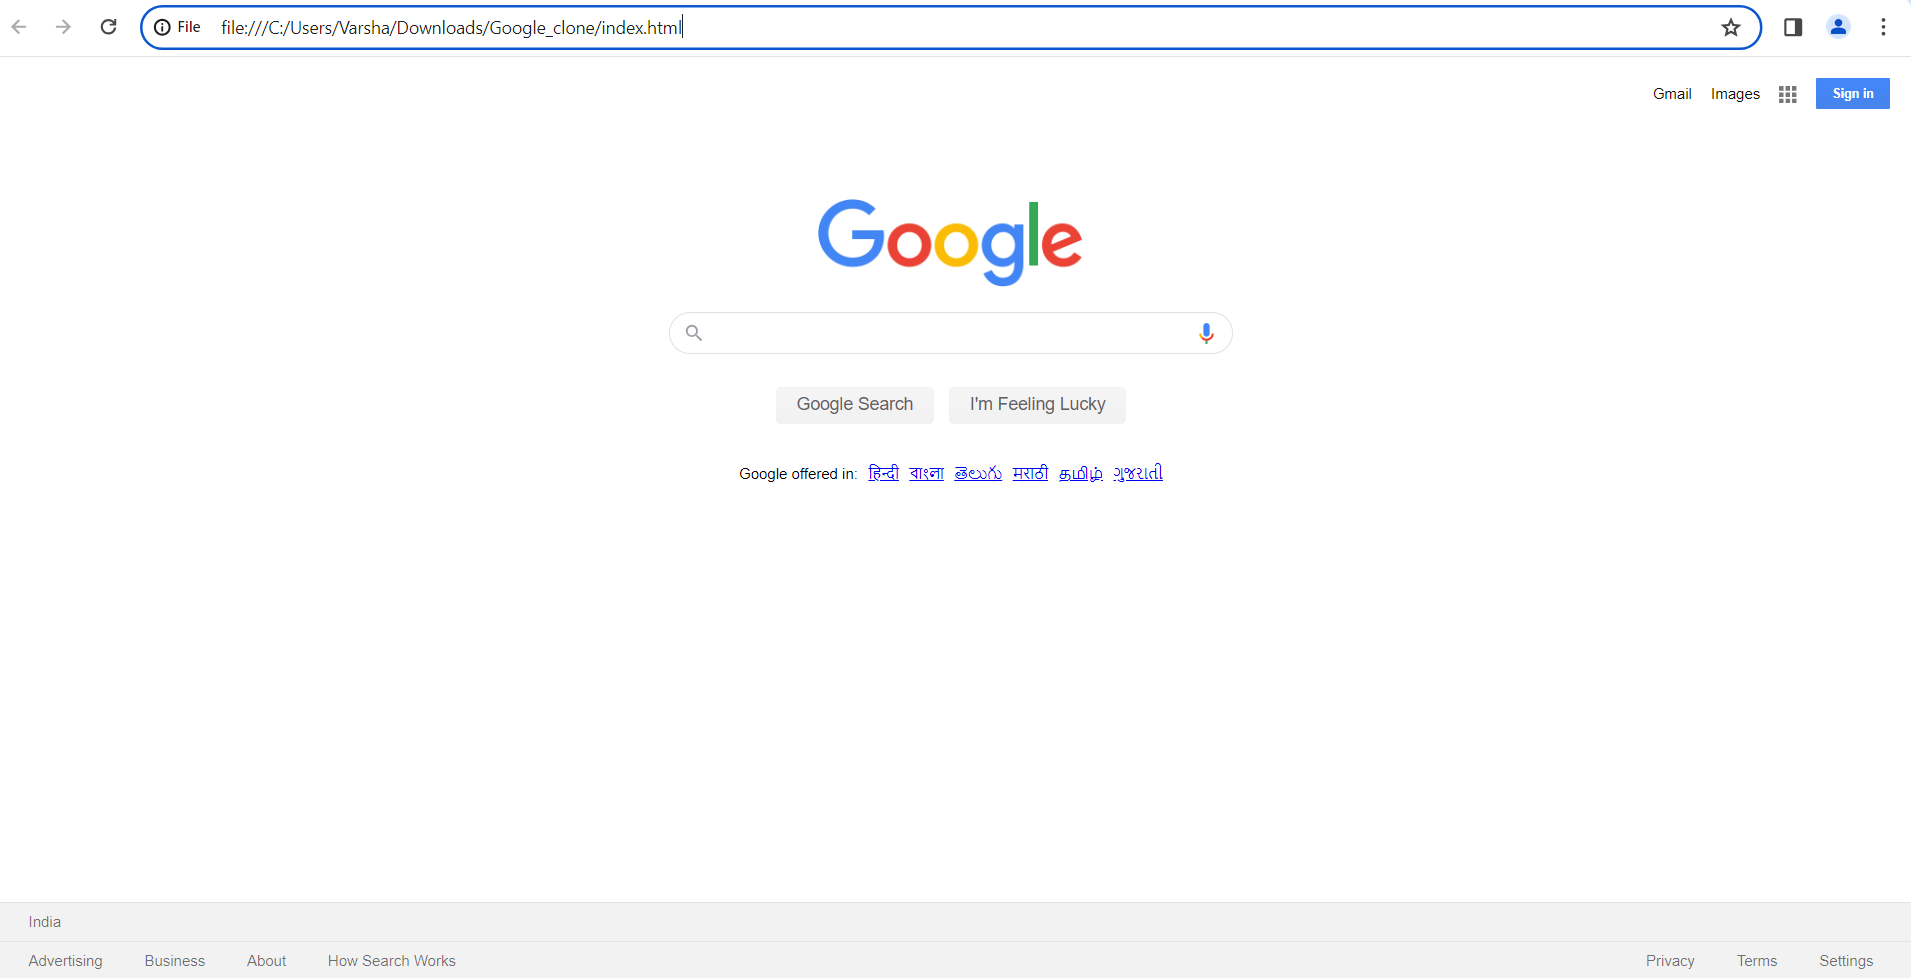 File file:///C:/Users/Varsha/Downloads/Google_clone/index.html
Gmail Images Sign in
Google
Google Search I'm Feeling Lucky
Google offered in: हिन्दी বাংলা తెలుగు मराठी தமிழ் ગુજરાતી
India
Advertising Business About How Search Works Privacy Terms Settings